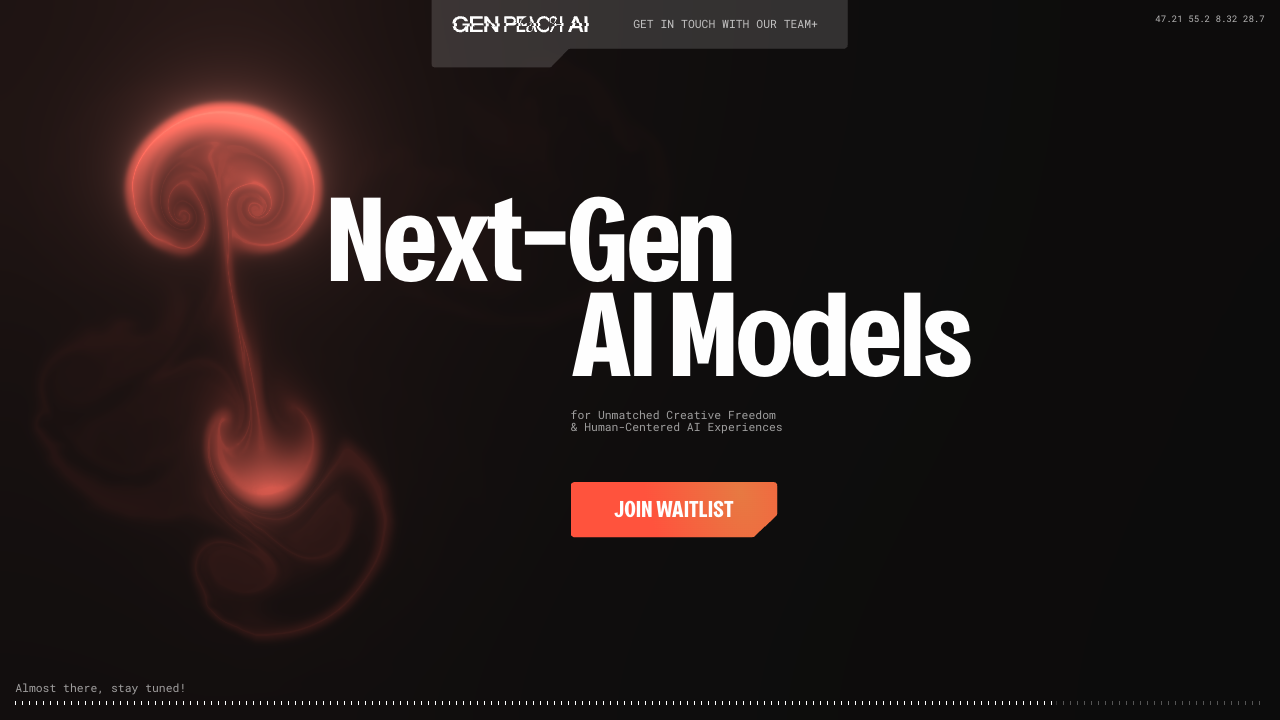 GEN PEACH AI
GET IN TOUCH WITH OUR TEAM+
47.21 55.2 8.32 28.7
Next-Gen
AI Models
for Unmatched Creative Freedom
& Human-Centered AI Experiences
JOIN WAITLIST
Almost there, stay tuned!